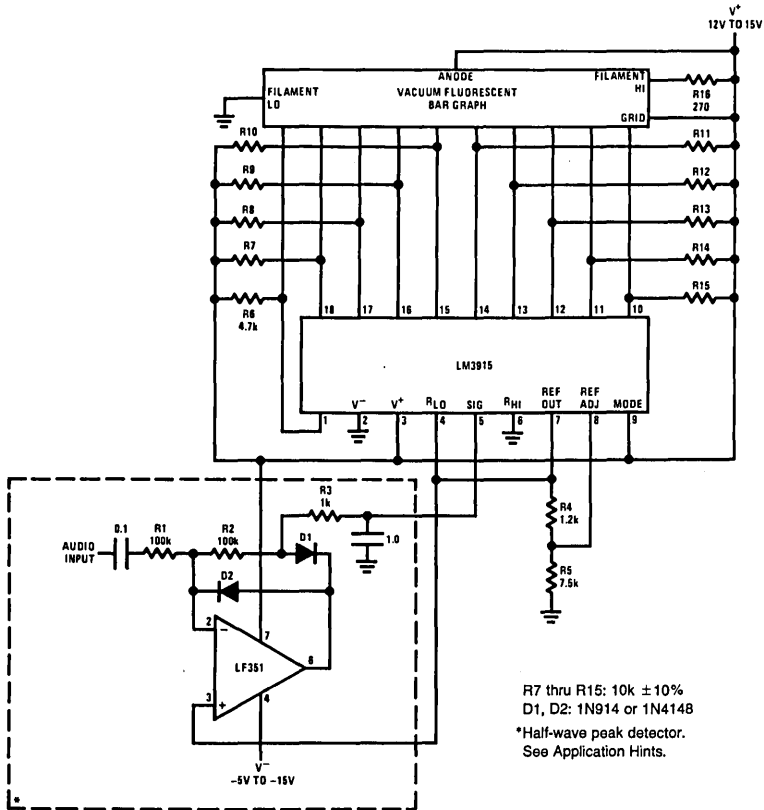 V+
12V TO 15V
ANODE
FILAMENT LO
VACUUM FLUORESCENT BAR GRAPH
FILAMENT HI
GRID
R16
270
R10
R11
R9
R12
R8
R13
R7
R14
R6
4.7k
R15
18 17 16 15 14 13 12 11 10
LM3915
V− V+ RLO SIG RHI REF OUT REF ADJ MODE
1 2 3 4 5 6 7 8 9
R3
1k
R4
1.2k
0.1
R1
100k
R2
100k
D1
1.0
AUDIO INPUT
D2
R5
7.5k
2
−
7
LF351
6
3
+
4
V−
−5V TO −15V
R7 thru R15: 10k ±10%
D1, D2: 1N914 or 1N4148
*Half-wave peak detector.
See Application Hints.
*